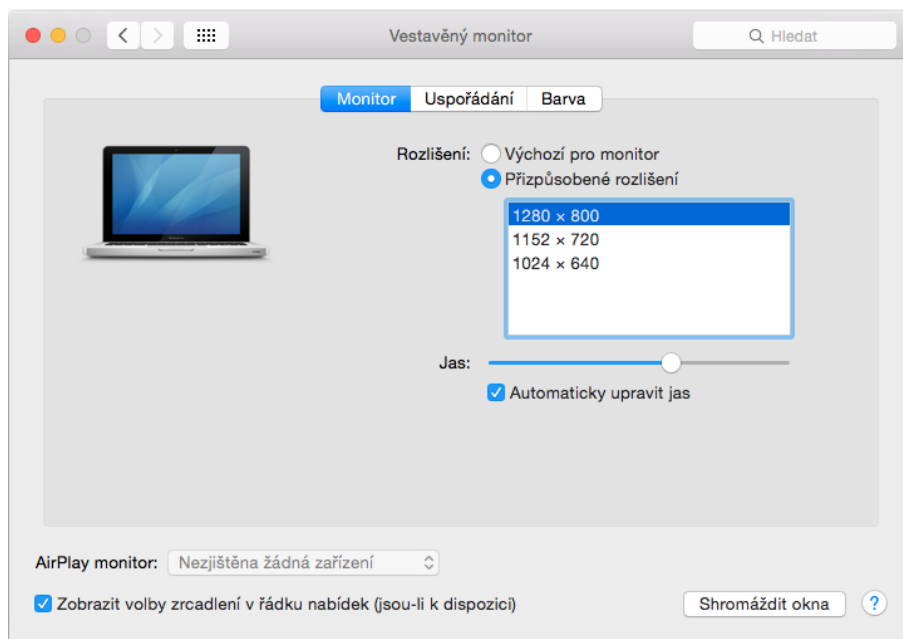 Vestavěný monitor
Hledat
Monitor Uspořádání Barva
Rozlišení: Výchozí pro monitor
Přizpůsobené rozlišení
1280 × 800
1152 × 720
1024 × 640
Jas:
Automaticky upravit jas
AirPlay monitor: Nezjištěna žádná zařízení
Zobrazit volby zrcadlení v řádku nabídek (jsou-li k dispozici)
Shromáždit okna ?